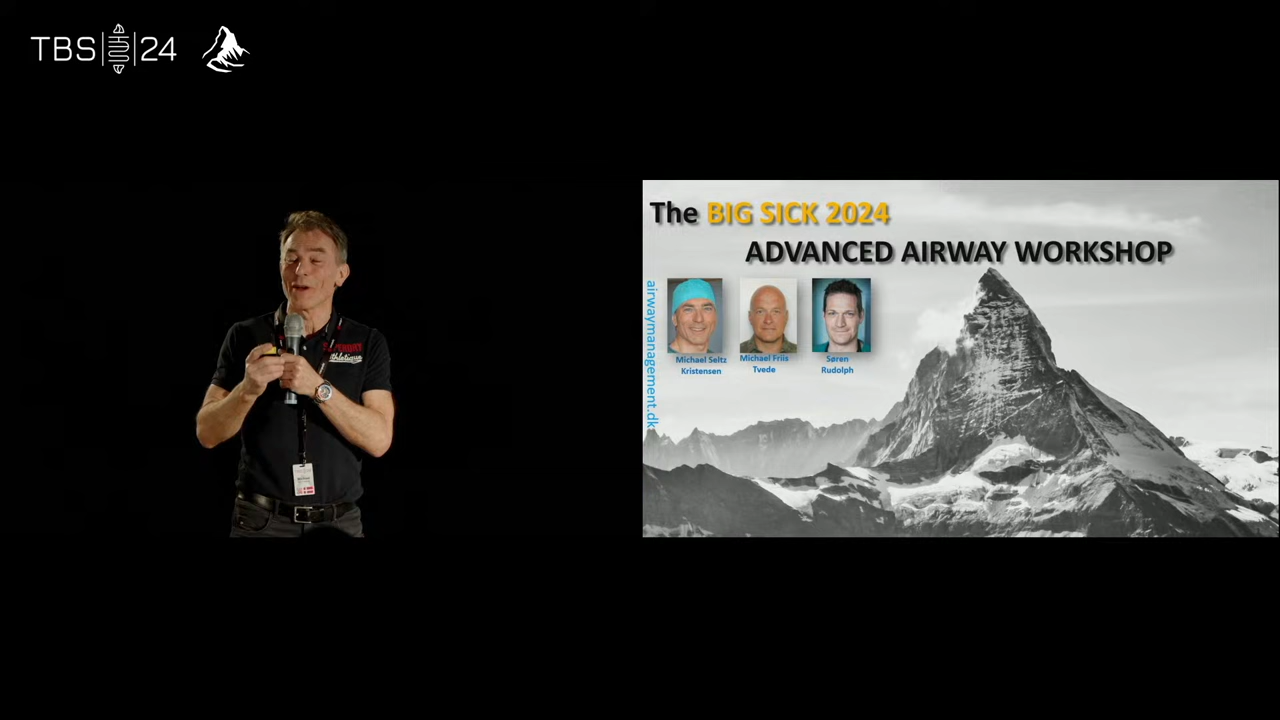 TBS 24
The BIG SICK 2024
ADVANCED AIRWAY WORKSHOP
airwaymanagement.dk
Michael Seltz
Kristensen
Michael Friis
Tvede
Søren
Rudolph